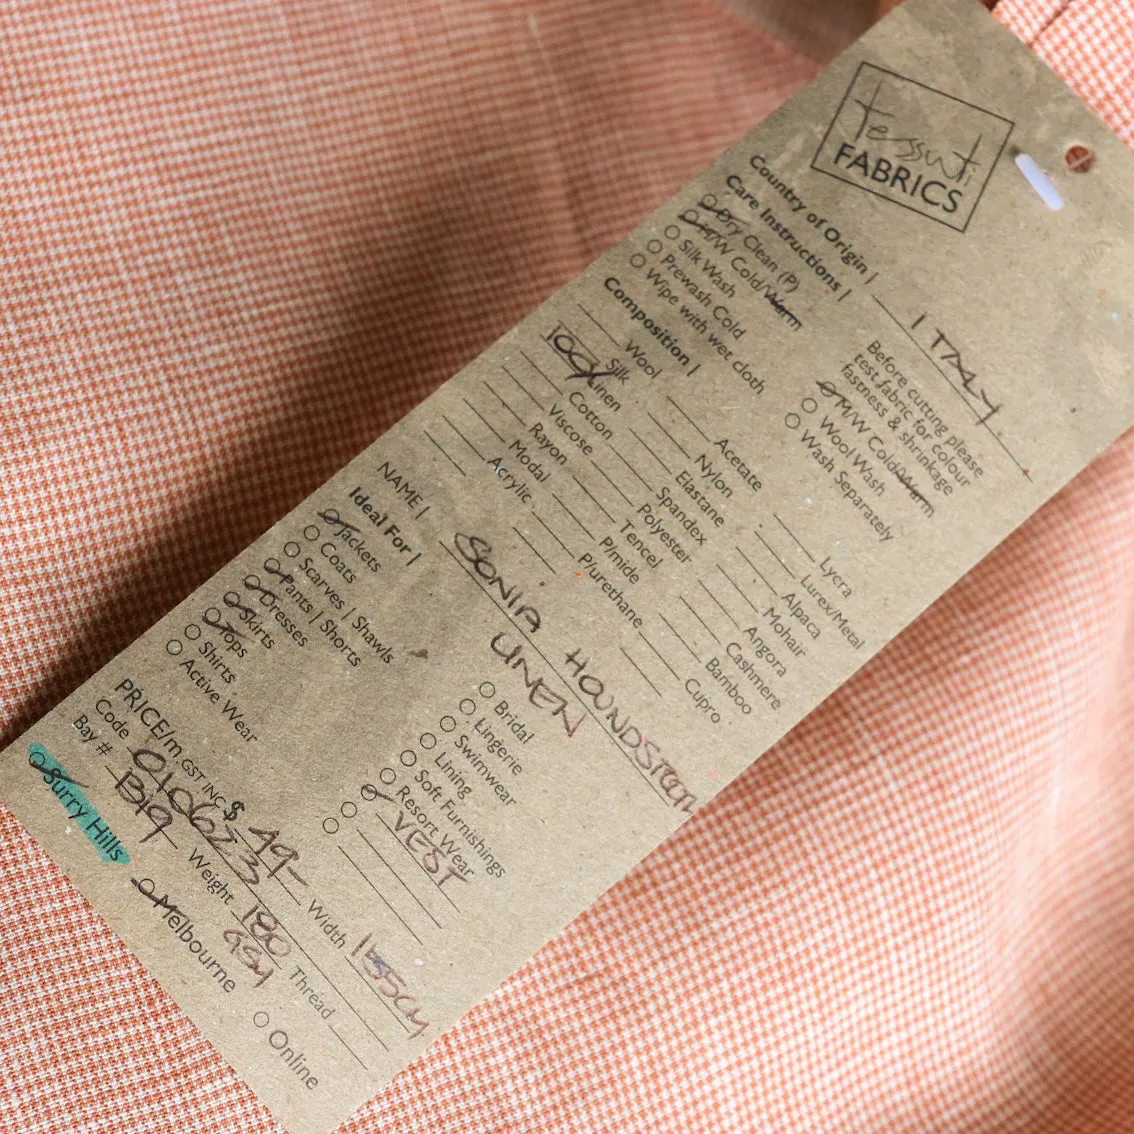 tessuti
FABRICS
Country of Origin | ITALY
Care Instructions |
Dry Clean (P)
H/W Cold/Warm
Silk Wash
Prewash Cold
Wipe with wet cloth
Before cutting please
test fabric for colour
fastness & shrinkage
M/W Cold/Warm
Wool Wash
Wash Separately
Composition |
Wool
Silk
100% Linen
Cotton
Viscose
Rayon
Modal
Acrylic
Acetate
Nylon
Elastane
Spandex
Polyester
Tencel
P/mide
P/urethane
Lycra
Lurex/Metal
Alpaca
Mohair
Angora
Cashmere
Bamboo
Cupro
NAME | SONIA HOUNDSTOOTH
LINEN
Ideal For |
Jackets
Coats
Scarves | Shawls
Pants | Shorts
Dresses
Skirts
Tops
Shirts
Active Wear
Bridal
Lingerie
Swimwear
Lining
Soft Furnishings
Resort Wear
VEST
PRICE/m GST INC $ 49-
Code 040623 Width 155cm
Bay # B19 Weight 180 GSM Thread
Surry Hills
Melbourne
Online